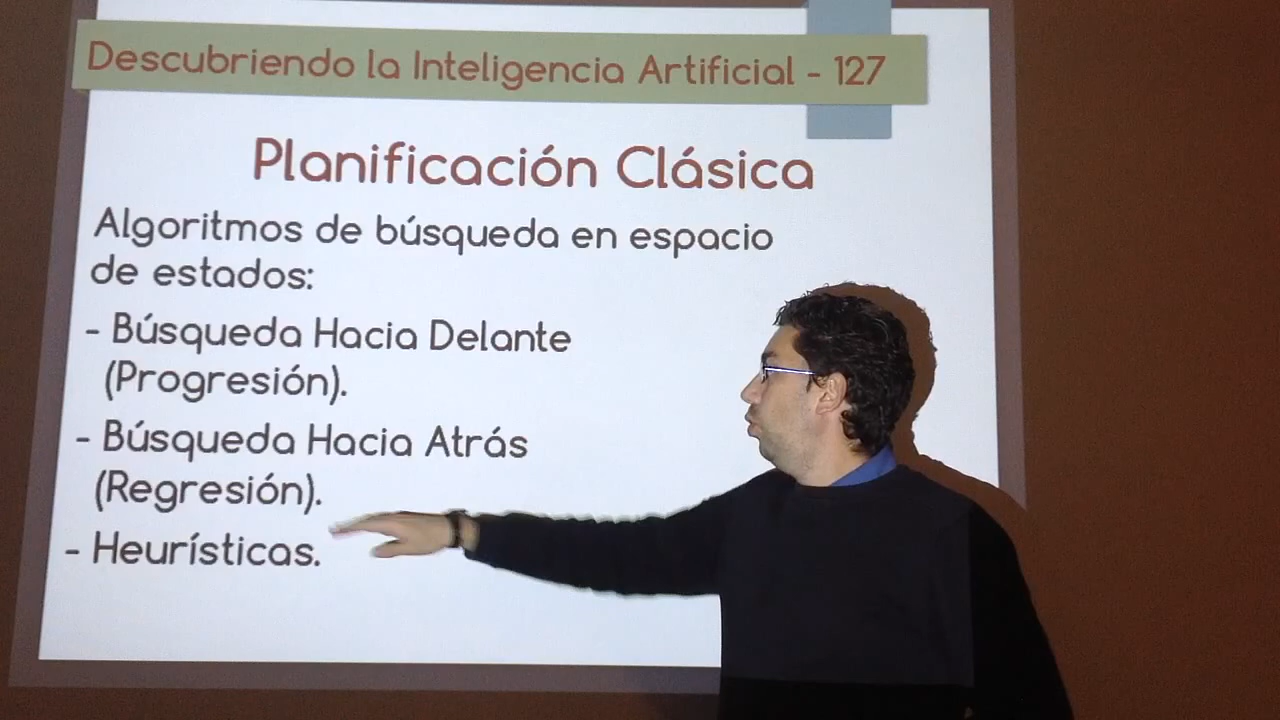 Descubriendo la Inteligencia Artificial - 127
Planificación Clásica
Algoritmos de búsqueda en espacio
de estados:
- Búsqueda Hacia Delante
(Progresión).
- Búsqueda Hacia Atrás
(Regresión).
- Heurísticas.